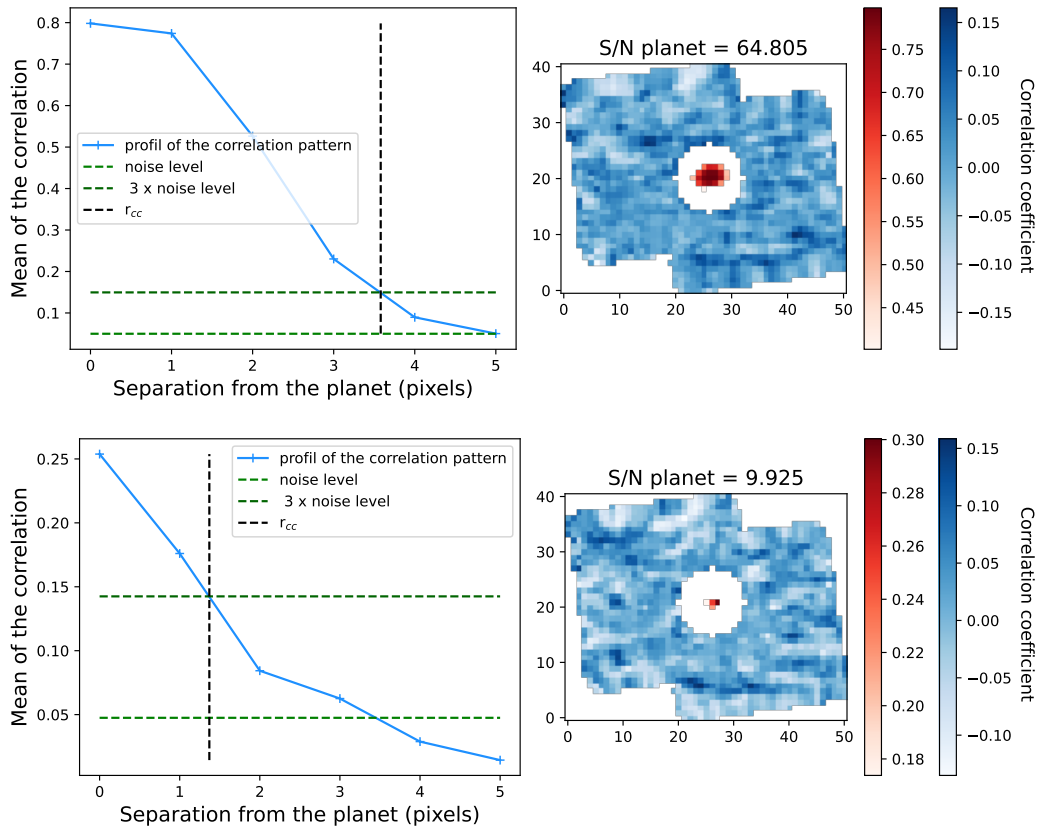 0.8
0.7
0.6
0.5
0.4
0.3
0.2
0.1
Mean of the correlation
profil of the correlation pattern
noise level
3 x noise level
r_cc
0 1 2 3 4 5
Separation from the planet (pixels)
S/N planet = 64.805
40
30
20
10
0
0 10 20 30 40 50
0.75
0.70
0.65
0.60
0.55
0.50
0.45
0.15
0.10
0.05
0.00
−0.05
−0.10
−0.15
Correlation coefficient
0.25
0.20
0.15
0.10
0.05
Mean of the correlation
profil of the correlation pattern
noise level
3 x noise level
r_cc
0 1 2 3 4 5
Separation from the planet (pixels)
S/N planet = 9.925
40
30
20
10
0
0 10 20 30 40 50
0.30
0.28
0.26
0.24
0.22
0.20
0.18
0.15
0.10
0.05
0.00
−0.05
−0.10
Correlation coefficient